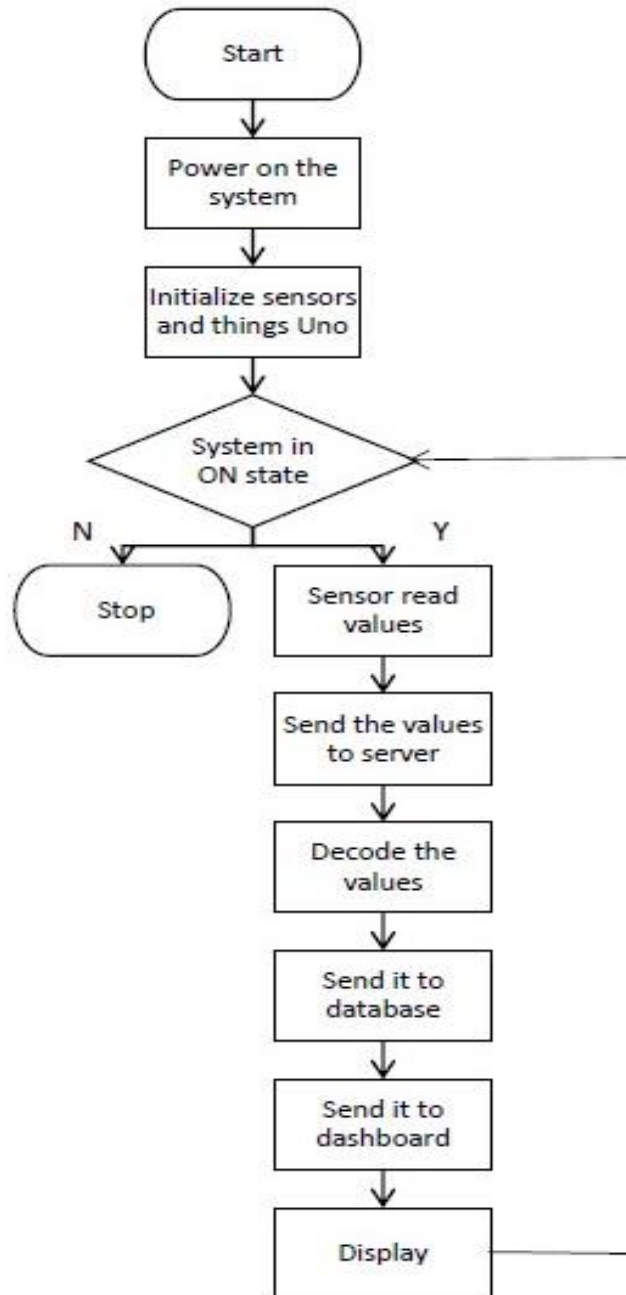 Start
Power on the
system
Initialize sensors
and things Uno
System in
ON state
N
Y
Stop
Sensor read
values
Send the values
to server
Decode the
values
Send it to
database
Send it to
dashboard
Display